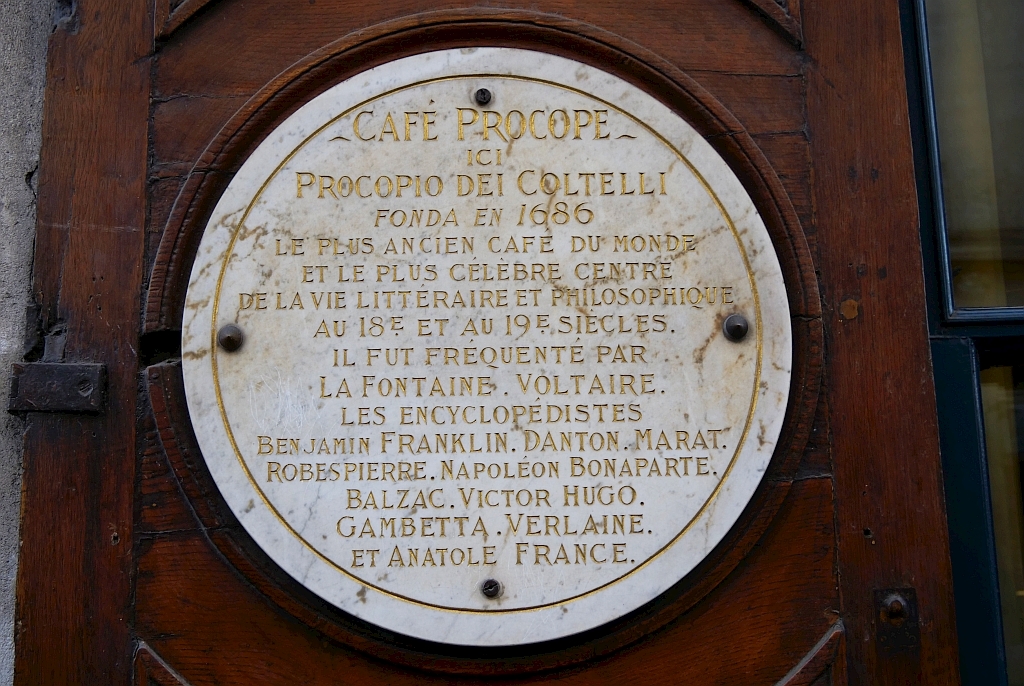 ~ CAFÉ PROCOPE ~
ICI
PROCOPIO DEI COLTELLI
FONDA EN 1686
LE PLUS ANCIEN CAFÉ DU MONDE
ET LE PLUS CÉLÈBRE CENTRE
DE LA VIE LITTÉRAIRE ET PHILOSOPHIQUE
AU 18E ET AU 19E SIÈCLES.
IL FUT FRÉQUENTÉ PAR
LA FONTAINE . VOLTAIRE.
LES ENCYCLOPÉDISTES
BENJAMIN FRANKLIN. DANTON. MARAT.
ROBESPIERRE. NAPOLÉON BONAPARTE.
BALZAC. VICTOR HUGO.
GAMBETTA. VERLAINE.
ET ANATOLE FRANCE.